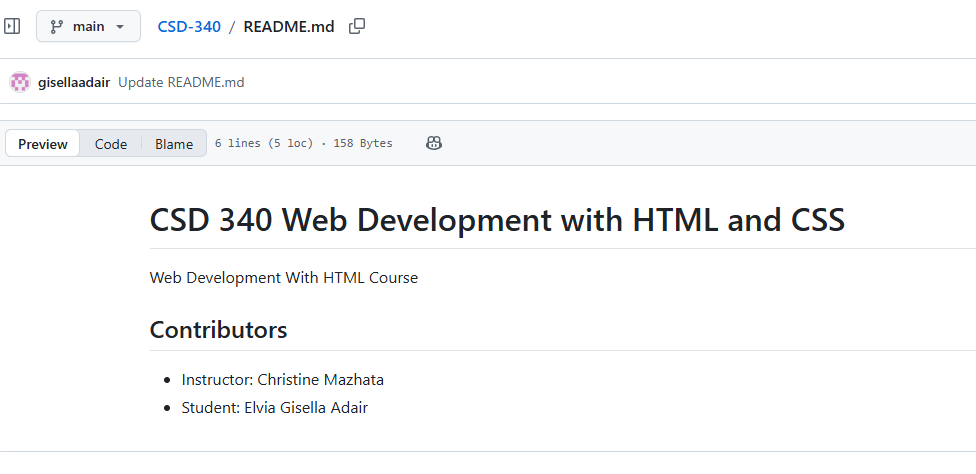 main CSD-340 / README.md
gisellaadair Update README.md
Preview Code Blame 6 lines (5 loc) · 158 Bytes
CSD 340 Web Development with HTML and CSS
Web Development With HTML Course
Contributors
• Instructor: Christine Mazhata
• Student: Elvia Gisella Adair